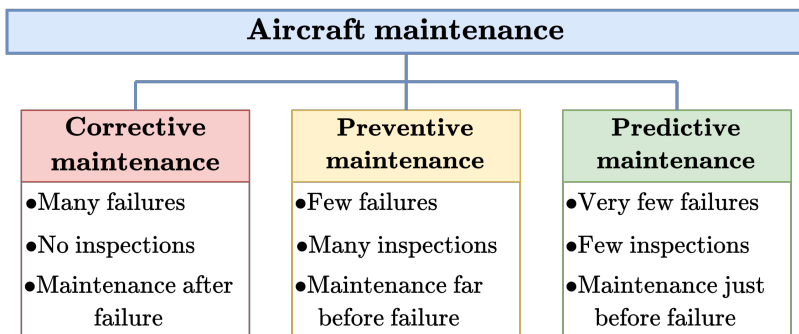 Aircraft maintenance
Corrective
maintenance
●Many failures
●No inspections
●Maintenance after
failure
Preventive
maintenance
●Few failures
●Many inspections
●Maintenance far
before failure
Predictive
maintenance
●Very few failures
●Few inspections
●Maintenance just
before failure